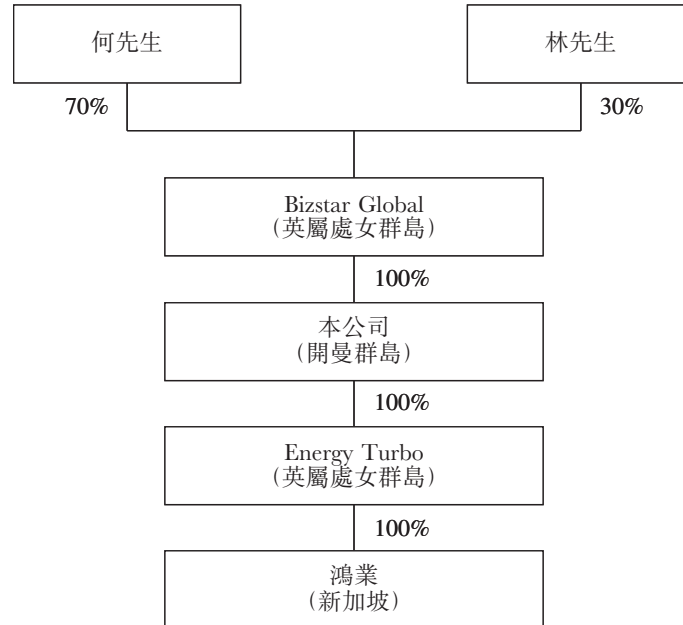 何先生
林先生
70%
30%
Bizstar Global
(英屬處女群島)
100%
本公司
(開曼群島)
100%
Energy Turbo
(英屬處女群島)
100%
鴻業
(新加坡)